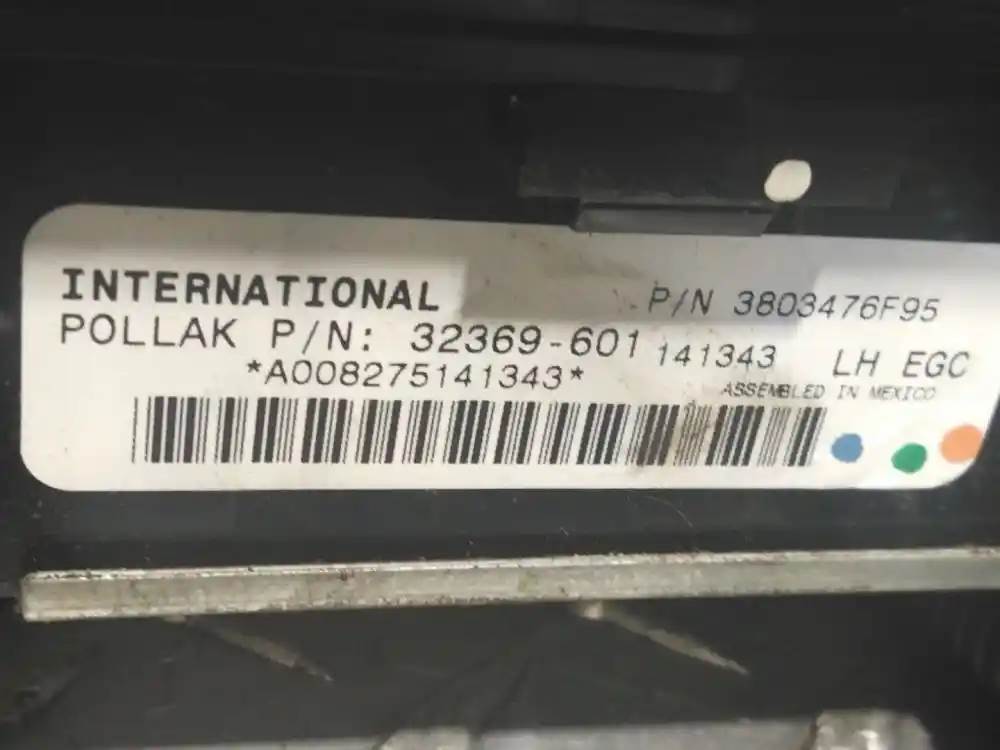 INTERNATIONAL P/N 3803476F95
POLLAK P/N: 32369-601 141343 LH EGC
*A008275141343* ASSEMBLED IN MEXICO